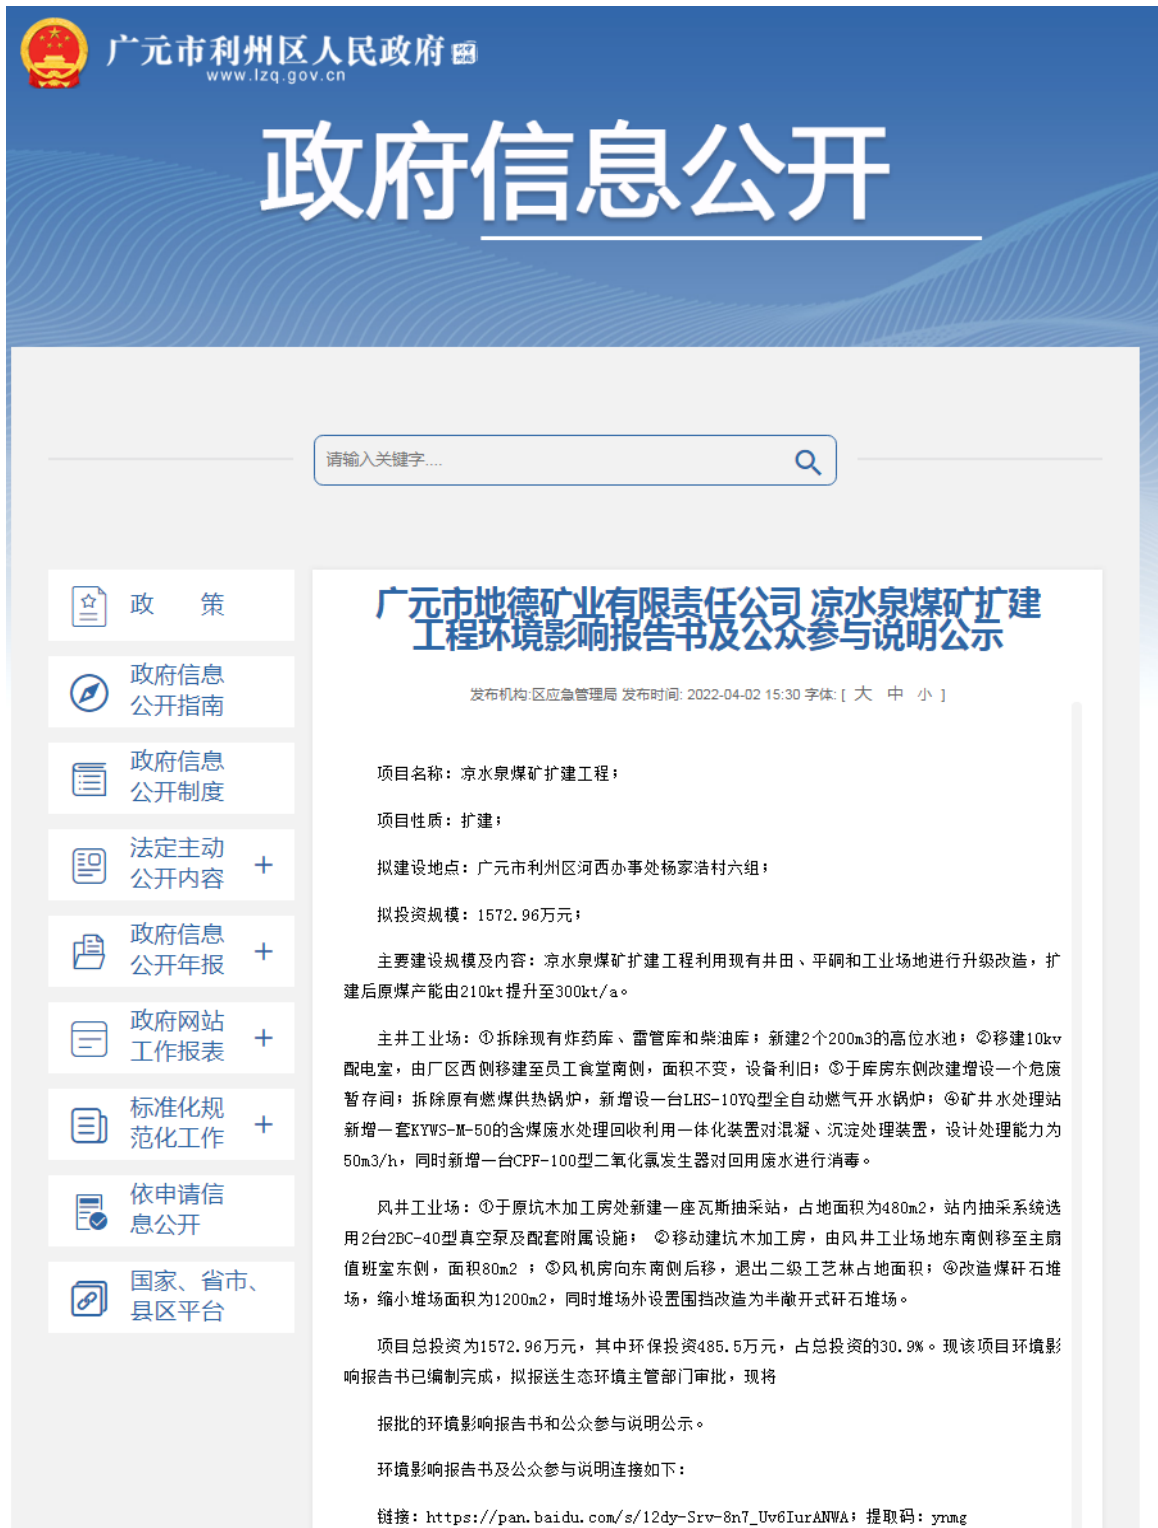 广元市利州区人民政府
www.lzq.gov.cn
政府信息公开
请输入关键字....
政 策
政府信息
公开指南
政府信息
公开制度
法定主动
公开内容 +
政府信息
公开年报 +
政府网站
工作报表 +
标准化规
范化工作 +
依申请信
息公开
国家、省市、
县区平台
广元市地德矿业有限责任公司 凉水泉煤矿扩建
工程环境影响报告书及公众参与说明公示
发布机构:区应急管理局 发布时间: 2022-04-02 15:30 字体: [ 大 中 小 ]
项目名称：凉水泉煤矿扩建工程；
项目性质：扩建；
拟建设地点：广元市利州区河西办事处杨家浩村六组；
拟投资规模：1572.96万元；
主要建设规模及内容：凉水泉煤矿扩建工程利用现有井田、平硐和工业场地进行升级改造，扩
建后原煤产能由210kt提升至300kt/a。
主井工业场：①拆除现有炸药库、雷管库和柴油库；新建2个200m3的高位水池；②移建10kv
配电室，由厂区西侧移建至员工食堂南侧，面积不变，设备利旧；③于库房东侧改建增设一个危废
暂存间；拆除原有燃煤供热锅炉，新增设一台LHS-10YQ型全自动燃气开水锅炉；④矿井水处理站
新增一套KYWS-M-50的含煤废水处理回收利用一体化装置对混凝、沉淀处理装置，设计处理能力为
50m3/h，同时新增一台CPF-100型二氧化氯发生器对回用废水进行消毒。
风井工业场：①于原坑木加工房处新建一座瓦斯抽采站，占地面积为480m2，站内抽采系统选
用2台2BC-40型真空泵及配套附属设施； ②移动建坑木加工房，由风井工业场地东南侧移至主扇
值班室东侧，面积80m2 ；③风机房向东南侧后移，退出二级工艺林占地面积；④改造煤矸石堆
场，缩小堆场面积为1200m2，同时堆场外设置围挡改造为半敞开式矸石堆场。
项目总投资为1572.96万元，其中环保投资485.5万元，占总投资的30.9%。现该项目环境影
响报告书已编制完成，拟报送生态环境主管部门审批，现将
报批的环境影响报告书和公众参与说明公示。
环境影响报告书及公众参与说明连接如下：
链接：https://pan.baidu.com/s/12dy-Srv-8n7_Uv6IurANWA；提取码：ynmg